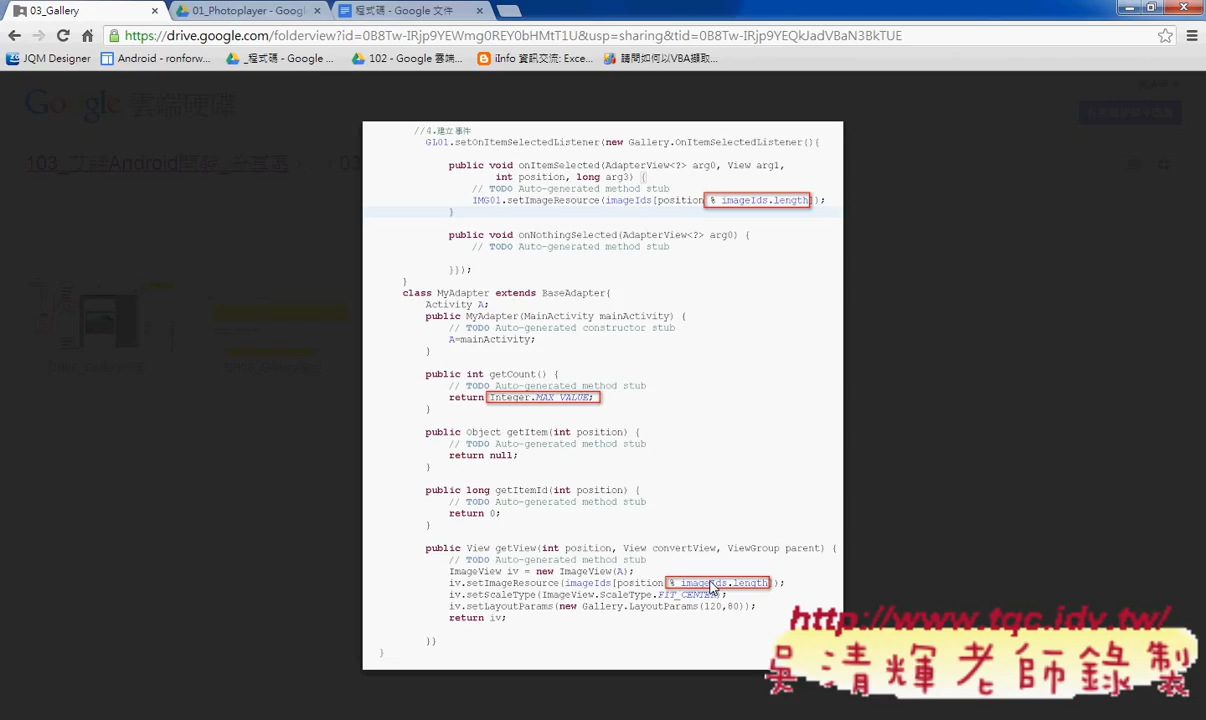 03_Gallery
01_Photoplayer - Goog
程式碼 - Google 文件
https://drive.google.com/folderview?id=0B8Tw-IRjp9YEWmg0REY0bHMtT1U&usp=sharing&tid=0B8Tw-IRjp9YEQkJadVBaN3BkTUE
JQM Designer
Android - ronforw...
_程式碼 - Google ...
102 - Google 雲端...
iInfo 資訊交流: Exce...
請問如何以VBA擷取...
Google 雲端硬碟
//4.建立事件
GL01.setOnItemSelectedListener(new Gallery.OnItemSelectedListener(){
public void onItemSelected(AdapterView<?> arg0, View arg1,
int position, long arg3) {
// TODO Auto-generated method stub
IMG01.setImageResource(imageIds[position % imageIds.length]);
}
public void onNothingSelected(AdapterView<?> arg0) {
// TODO Auto-generated method stub
}});
}
class MyAdapter extends BaseAdapter{
Activity A;
public MyAdapter(MainActivity mainActivity) {
// TODO Auto-generated constructor stub
A=mainActivity;
}
public int getCount() {
// TODO Auto-generated method stub
return Integer.MAX_VALUE;
}
public Object getItem(int position) {
// TODO Auto-generated method stub
return null;
}
public long getItemId(int position) {
// TODO Auto-generated method stub
return 0;
}
public View getView(int position, View convertView, ViewGroup parent) {
// TODO Auto-generated method stub
ImageView iv = new ImageView(A);
iv.setImageResource(imageIds[position % imageIds.length]);
iv.setScaleType(ImageView.ScaleType.FIT_CENTER);
iv.setLayoutParams(new Gallery.LayoutParams(120,80));
return iv;
}}
}
http://www.tqc.idv.tw/
吳清輝老師錄製